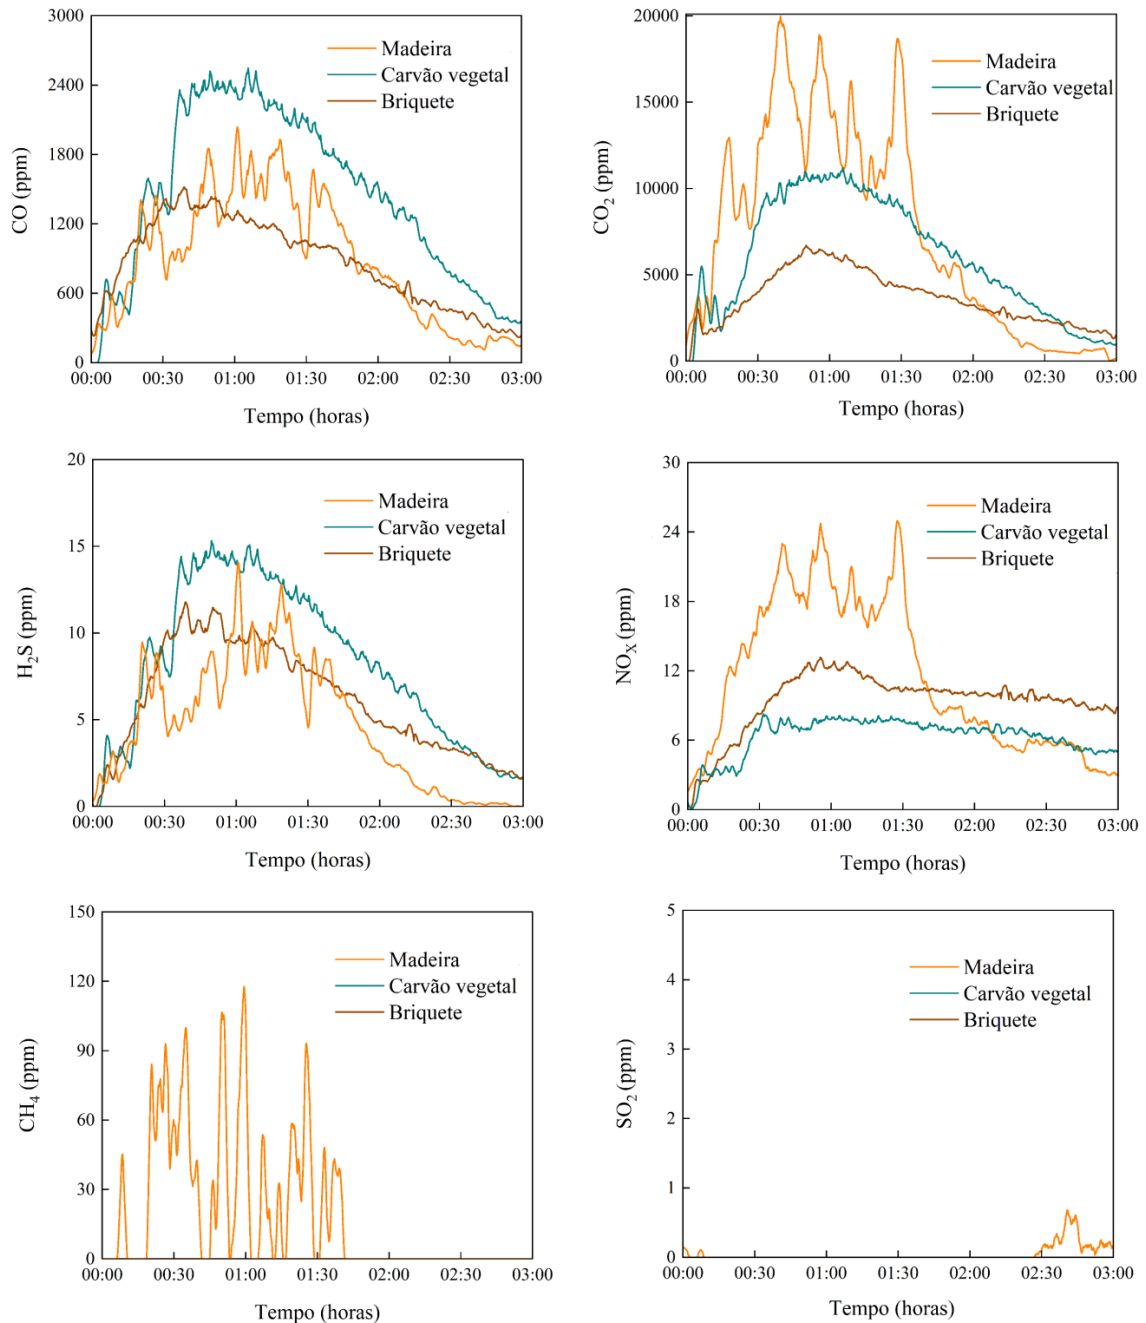 3000
2400
1800
1200
600
0
CO (ppm)
Madeira
Carvão vegetal
Briquete
00:00 00:30 01:00 01:30 02:00 02:30 03:00
Tempo (horas)
20000
15000
10000
5000
0
CO₂ (ppm)
Madeira
Carvão vegetal
Briquete
00:00 00:30 01:00 01:30 02:00 02:30 03:00
Tempo (horas)
20
15
10
5
0
H₂S (ppm)
Madeira
Carvão vegetal
Briquete
00:00 00:30 01:00 01:30 02:00 02:30 03:00
Tempo (horas)
30
24
18
12
6
0
NOₓ (ppm)
Madeira
Carvão vegetal
Briquete
00:00 00:30 01:00 01:30 02:00 02:30 03:00
Tempo (horas)
150
120
90
60
30
0
CH₄ (ppm)
Madeira
Carvão vegetal
Briquete
00:00 00:30 01:00 01:30 02:00 02:30 03:00
Tempo (horas)
5
4
3
2
1
0
SO₂ (ppm)
Madeira
Carvão vegetal
Briquete
00:00 00:30 01:00 01:30 02:00 02:30 03:00
Tempo (horas)